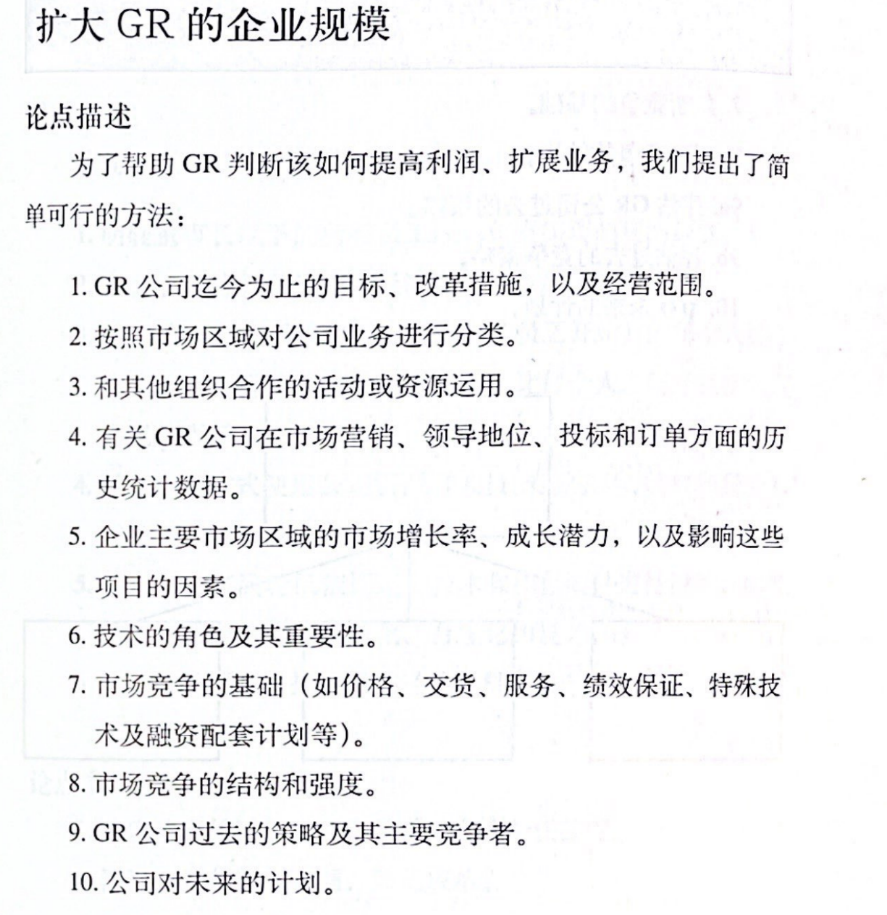 扩大 GR 的企业规模
论点描述
为了帮助 GR 判断该如何提高利润、扩展业务，我们提出了简
单可行的方法：
1. GR 公司迄今为止的目标、改革措施，以及经营范围。
2. 按照市场区域对公司业务进行分类。
3. 和其他组织合作的活动或资源运用。
4. 有关 GR 公司在市场营销、领导地位、投标和订单方面的历
史统计数据。
5. 企业主要市场区域的市场增长率、成长潜力，以及影响这些
项目的因素。
6. 技术的角色及其重要性。
7. 市场竞争的基础（如价格、交货、服务、绩效保证、特殊技
术及融资配套计划等）。
8. 市场竞争的结构和强度。
9. GR 公司过去的策略及其主要竞争者。
10. 公司对未来的计划。